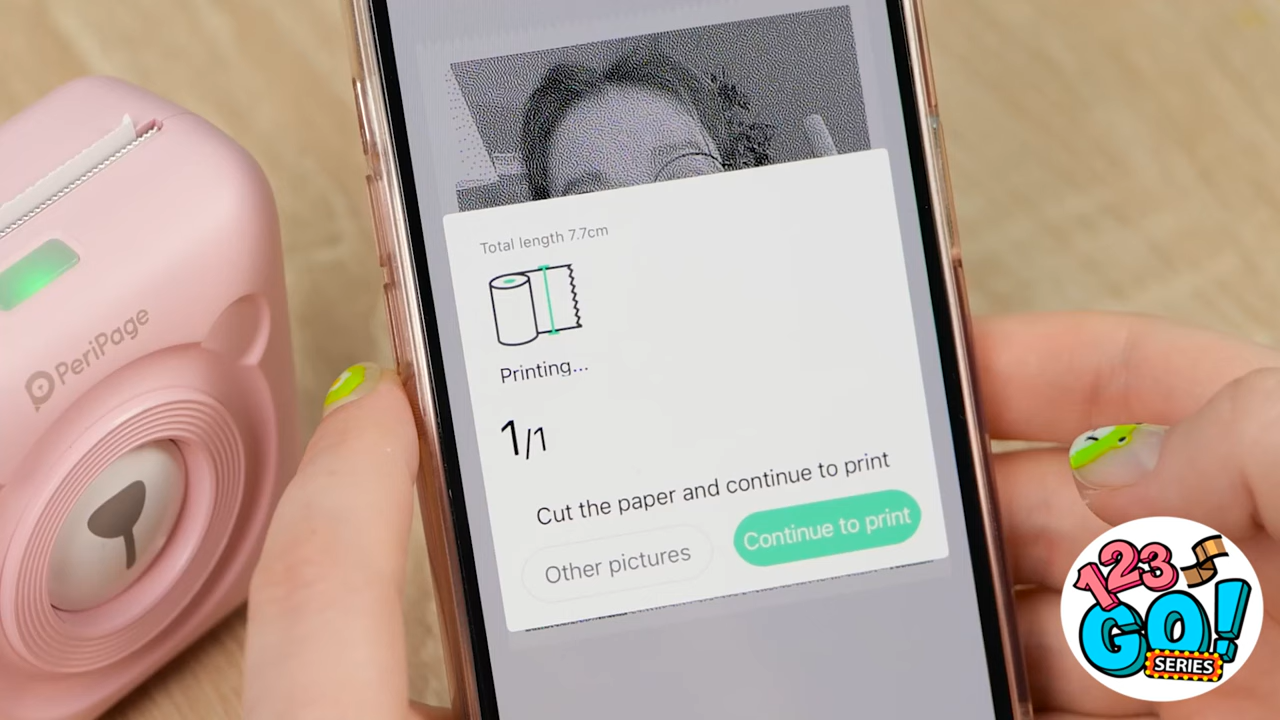 PeriPage
Total length 7.7cm
Printing...
1/1
Cut the paper and continue to print
Other pictures
Continue to print
123
GO!
SERIES